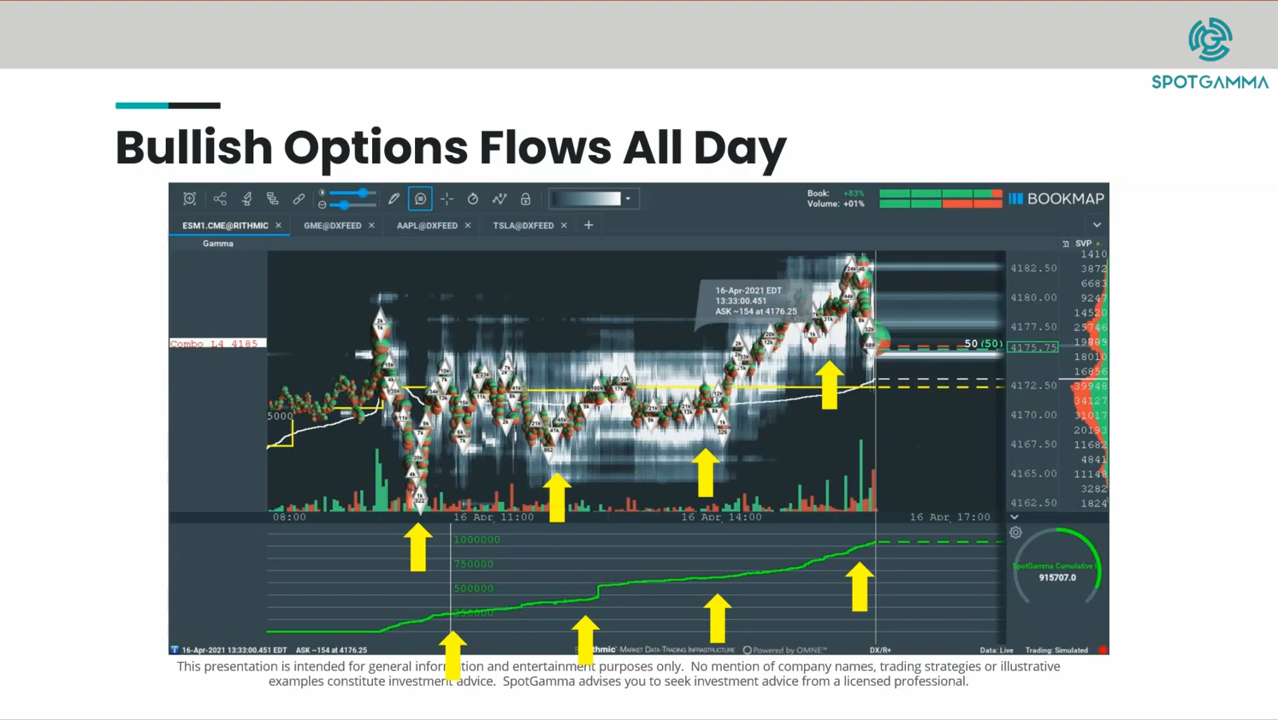 SPOTGAMMA
Bullish Options Flows All Day
Book: +83%
Volume: +01%
BOOKMAP
ESM1.CME@RITHMIC
GME@DXFEED
AAPL@DXFEED
TSLA@DXFEED
Gamma
SVP
4182.50
4180.00
4177.50
4175.75
4172.50
4170.00
4167.50
4165.00
4162.50
1410
3872
6683
9247
14520
25746
18010
16856
39948
34127
31017
20193
11682
4841
11148
3282
1824
16-Apr-2021 EDT
13:33:00.451
ASK ~154 at 4176.25
Combo L4 4185
50 (50)
5000
08:00
16 Apr 11:00
16 Apr 14:00
16 Apr 17:00
1000000
750000
500000
250000
SpotGamma Cumulative
915707.0
16-Apr-2021 EDT 13:33:00.451 ASK ~154 at 4176.25
MARKET DATA-TRADING INFRASTRUCTURE
Powered by OMNE™
DX/R+
Data: Live
Trading: Simulated
This presentation is intended for general information and entertainment purposes only. No mention of company names, trading strategies or illustrative
examples constitute investment advice. SpotGamma advises you to seek investment advice from a licensed professional.